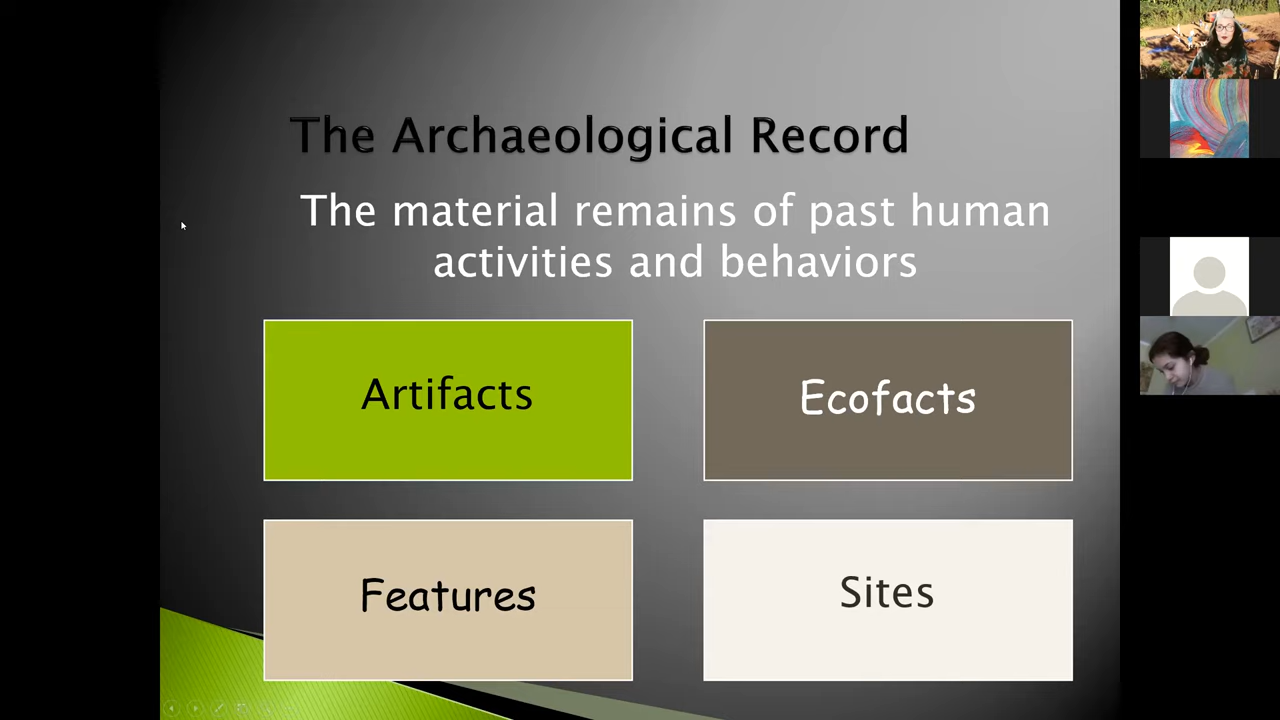 The Archaeological Record
The material remains of past human
activities and behaviors
Artifacts
Ecofacts
Features
Sites